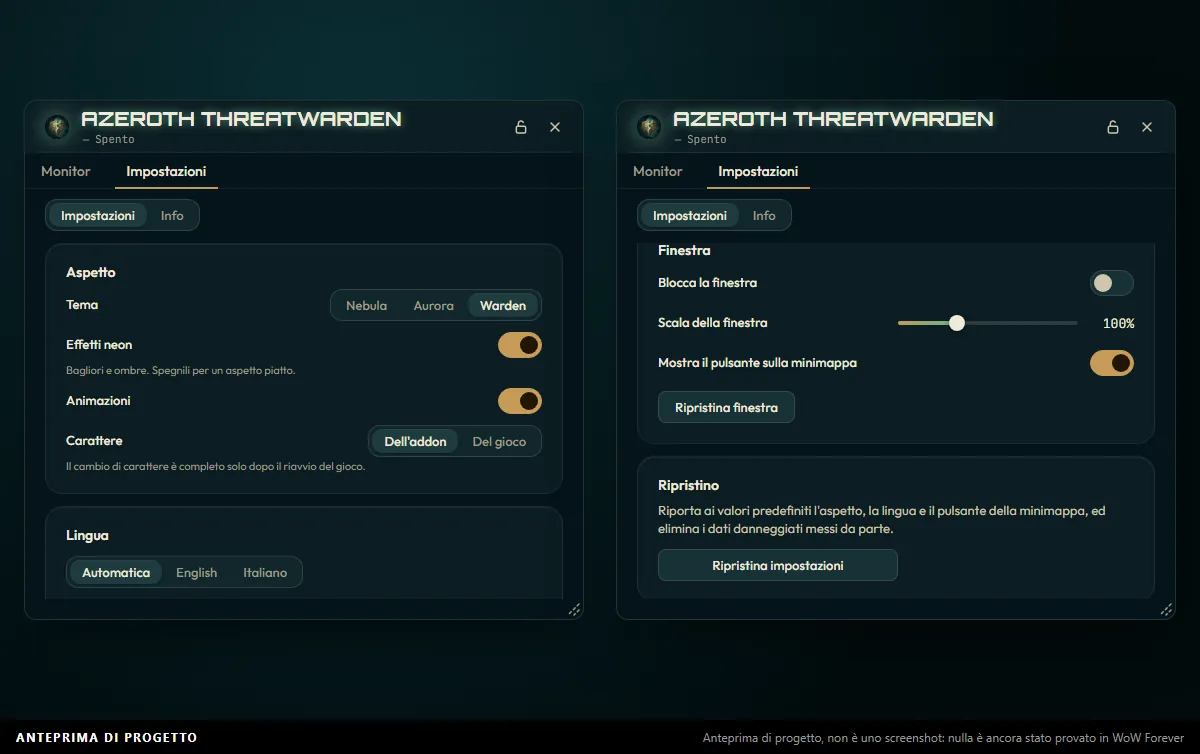 AZEROTH THREATWARDEN
— Spento
Monitor
Impostazioni
Impostazioni
Info
Aspetto
Tema
Nebula
Aurora
Warden
Effetti neon
Bagliori e ombre. Spegnili per un aspetto piatto.
Animazioni
Carattere
Dell'addon
Del gioco
Il cambio di carattere è completo solo dopo il riavvio del gioco.
Lingua
Automatica
English
Italiano
AZEROTH THREATWARDEN
— Spento
Monitor
Impostazioni
Impostazioni
Info
Finestra
Blocca la finestra
Scala della finestra
100%
Mostra il pulsante sulla minimappa
Ripristina finestra
Ripristino
Riporta ai valori predefiniti l'aspetto, la lingua e il pulsante della minimappa, ed
elimina i dati danneggiati messi da parte.
Ripristina impostazioni
ANTEPRIMA DI PROGETTO
Anteprima di progetto, non è uno screenshot: nulla è ancora stato provato in WoW Forever